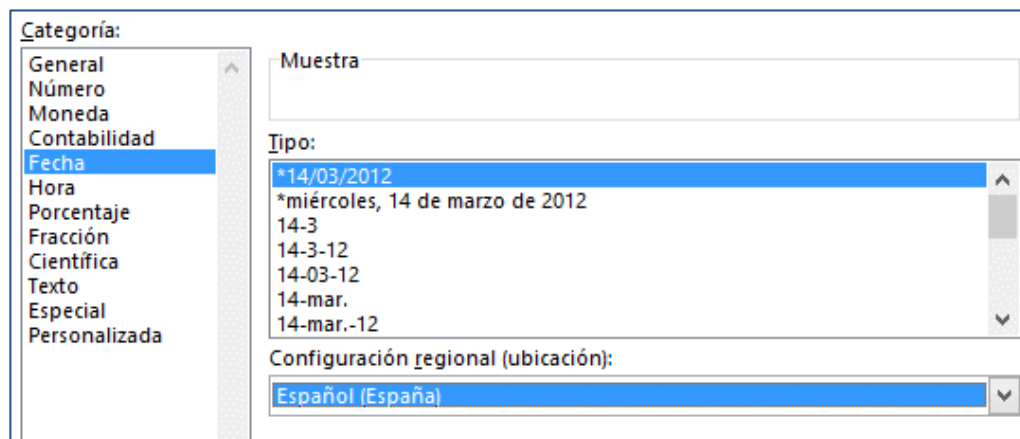 Categoría:
General
Número
Moneda
Contabilidad
Fecha
Hora
Porcentaje
Fracción
Científica
Texto
Especial
Personalizada
Muestra
Tipo:
*14/03/2012
*miércoles, 14 de marzo de 2012
14-3
14-3-12
14-03-12
14-mar.
14-mar.-12
Configuración regional (ubicación):
Español (España)